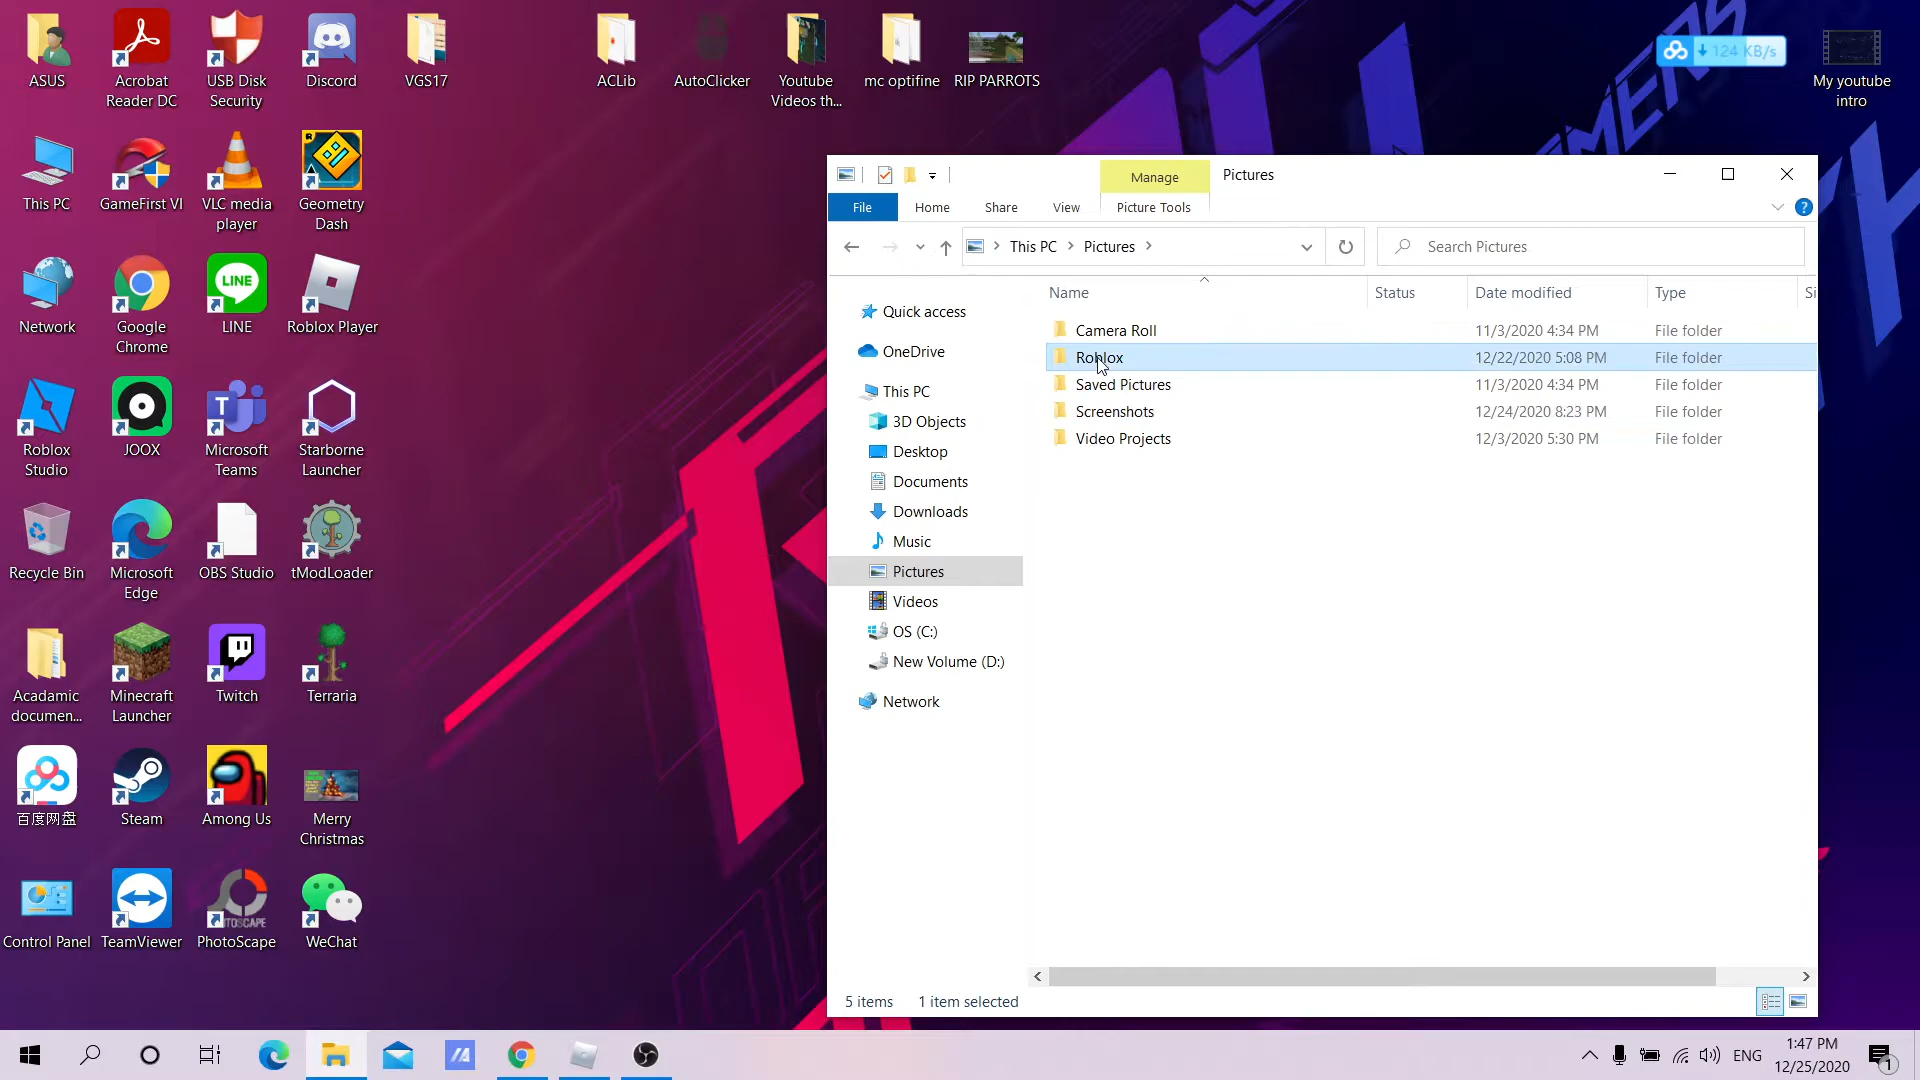 ASUS
Acrobat
Reader DC
USB Disk
Security
Discord
VGS17
ACLib
AutoClicker
Youtube
Videos th...
mc optifine
RIP PARROTS
124 KB/s
My youtube
intro
This PC
GameFirst VI
VLC media
player
Geometry
Dash
Network
Google
Chrome
LINE
LINE
Roblox Player
Roblox
Studio
JOOX
Microsoft
Teams
Starborne
Launcher
Recycle Bin
Microsoft
Edge
OBS Studio
tModLoader
Acadamic
documen...
Minecraft
Launcher
Twitch
Terraria
百度网盘
Steam
Among Us
Merry
Christmas
Control Panel
TeamViewer
PhotoScape
WeChat
Manage
Pictures
File
Home
Share
View
Picture Tools
This PC
Pictures
Search Pictures
Name
Status
Date modified
Type
Si
Camera Roll 11/3/2020 4:34 PM File folder
Roblox 12/22/2020 5:08 PM File folder
Saved Pictures 11/3/2020 4:34 PM File folder
Screenshots 12/24/2020 8:23 PM File folder
Video Projects 12/3/2020 5:30 PM File folder
Quick access
OneDrive
This PC
3D Objects
Desktop
Documents
Downloads
Music
Pictures
Videos
OS (C:)
New Volume (D:)
Network
5 items
1 item selected
ENG
1:47 PM
12/25/2020
1